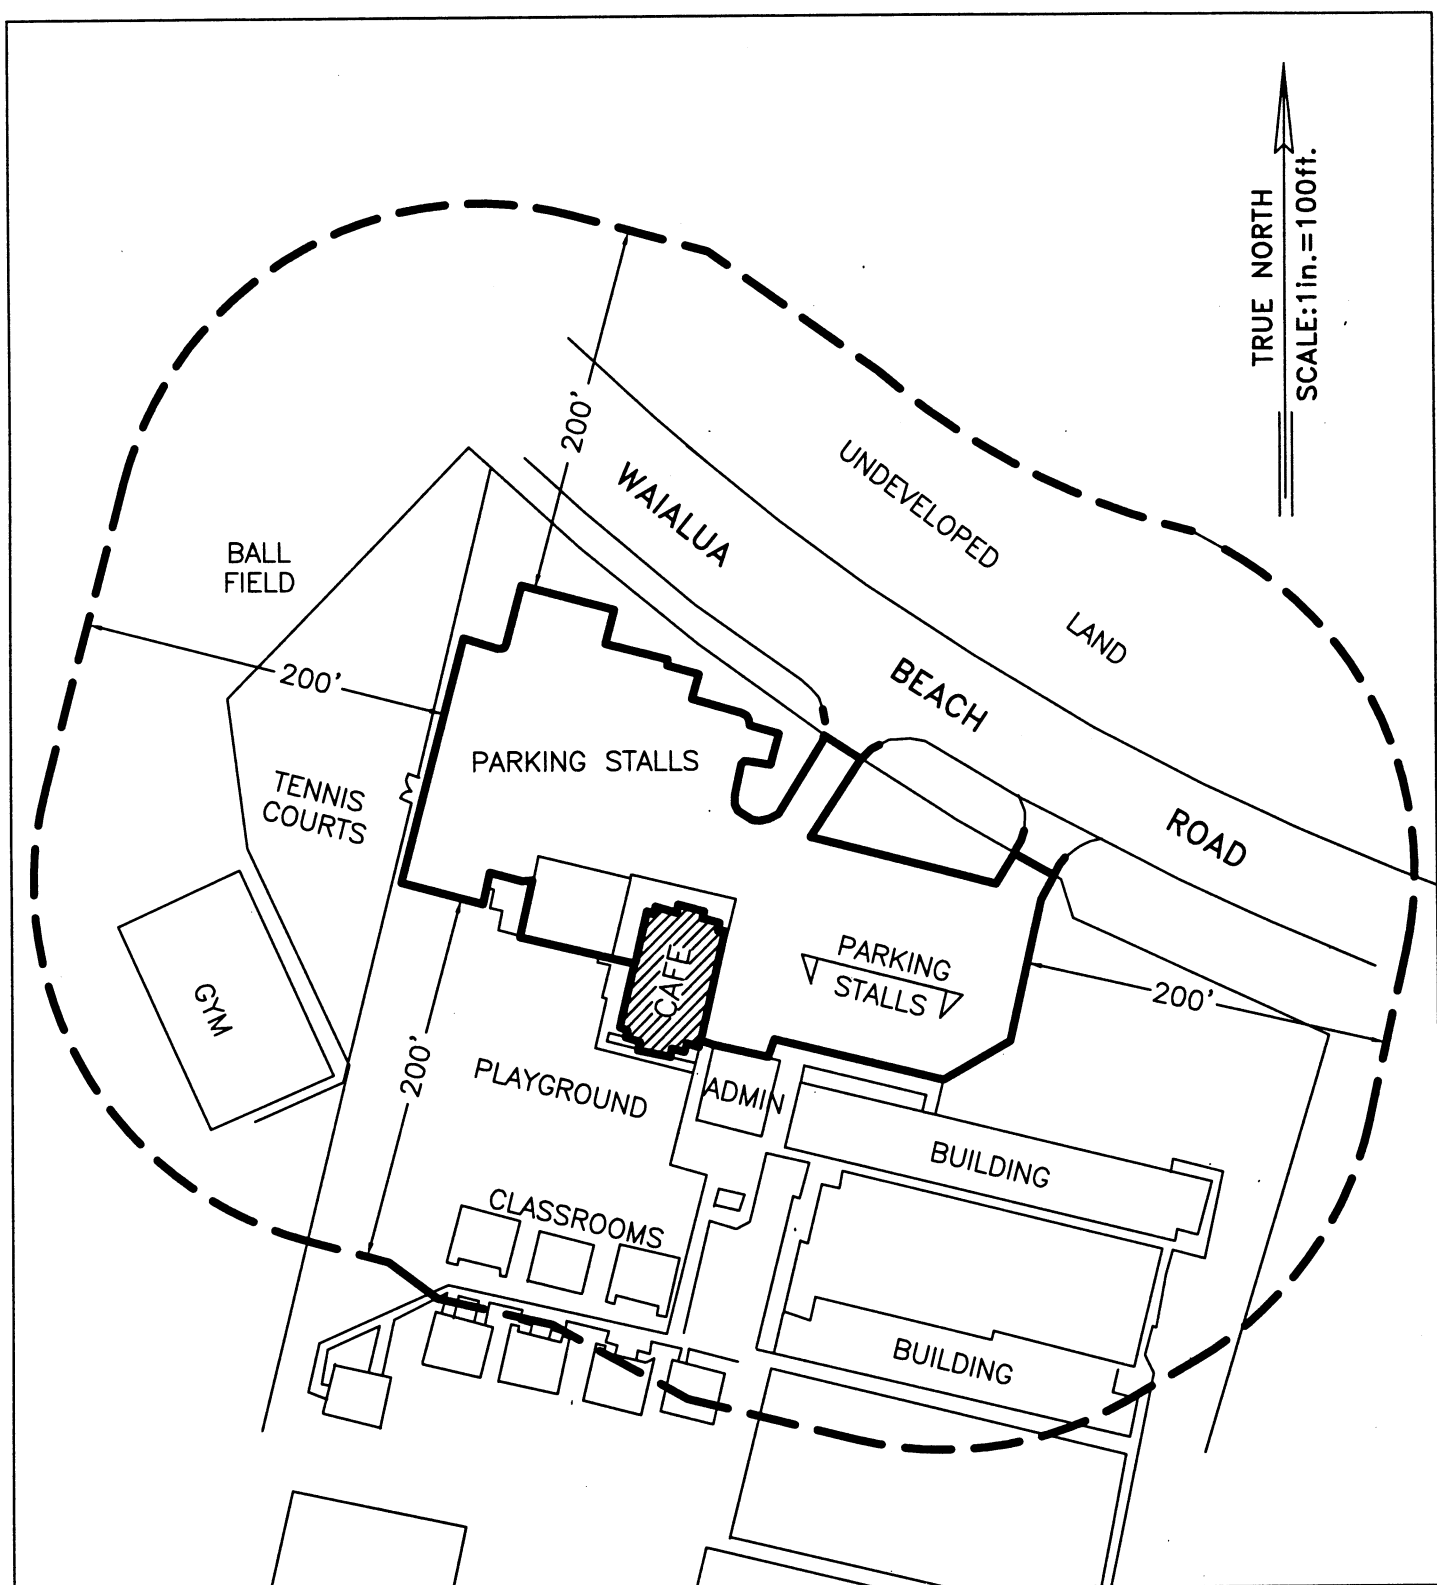 TRUE NORTH
SCALE:1in.=100ft.
200'
WAIALUA
UNDEVELOPED
BALL
FIELD
LAND
200'
BEACH
PARKING STALLS
TENNIS
COURTS
ROAD
PARKING
STALLS
CAFE
200'
GYM
200'
PLAYGROUND
ADMIN
BUILDING
CLASSROOMS
BUILDING